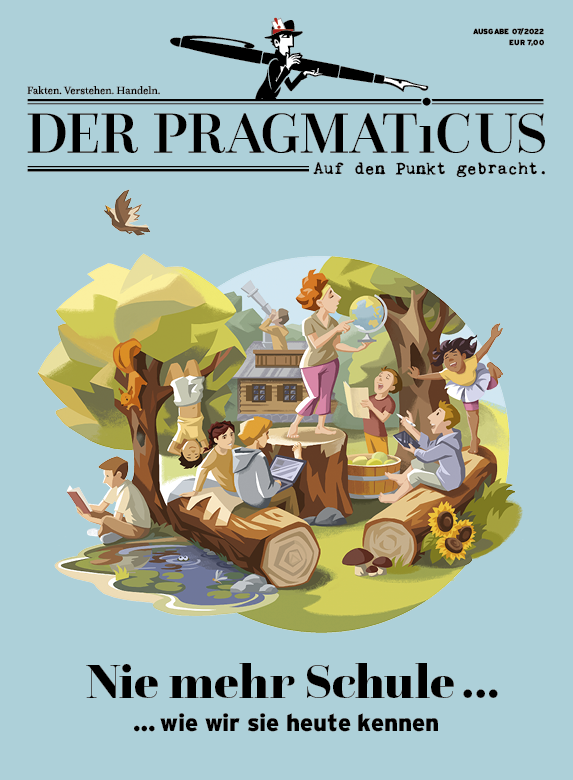 AUSGABE 07/2022
EUR 7,00
Fakten. Verstehen. Handeln.
DER PRAGMATiCUS
Auf den Punkt gebracht.
Nie mehr Schule ...
... wie wir sie heute kennen